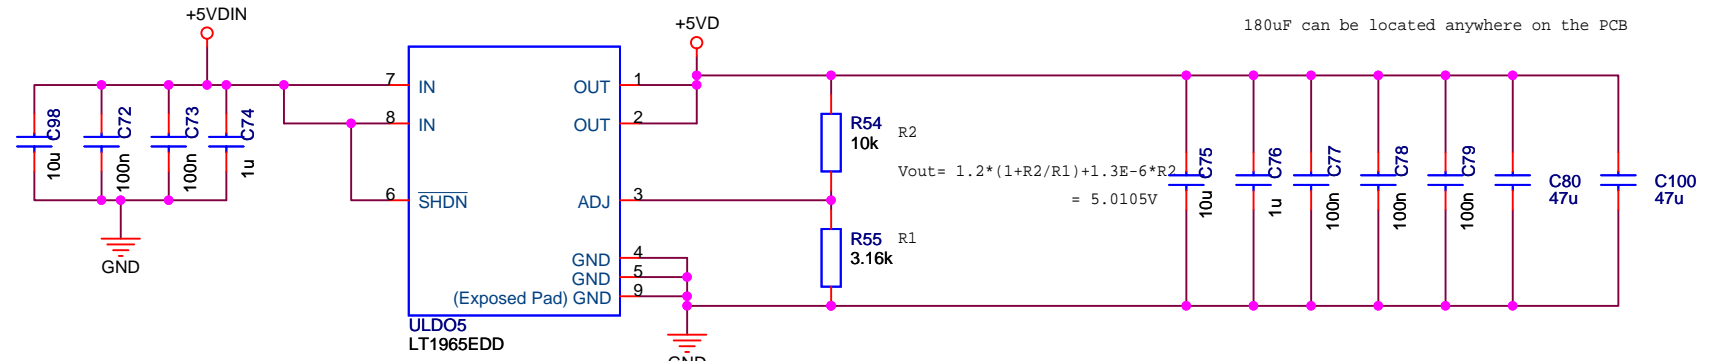 +5VDIN
+5VD
180uF can be located anywhere on the PCB
C98
10u
C72
100n
C73
100n
C74
1u
GND
7
IN
8
IN
6
SHDN
OUT
1
OUT
2
ADJ
3
GND
4
GND
5
(Exposed Pad) GND
9
ULDO5
LT1965EDD
GND
R54
10k
R2
Vout= 1.2*(1+R2/R1)+1.3E-6*R2
= 5.0105V
R55
3.16k
R1
C75
10u
C76
1u
C77
100n
C78
100n
C79
100n
C80
47u
C100
47u